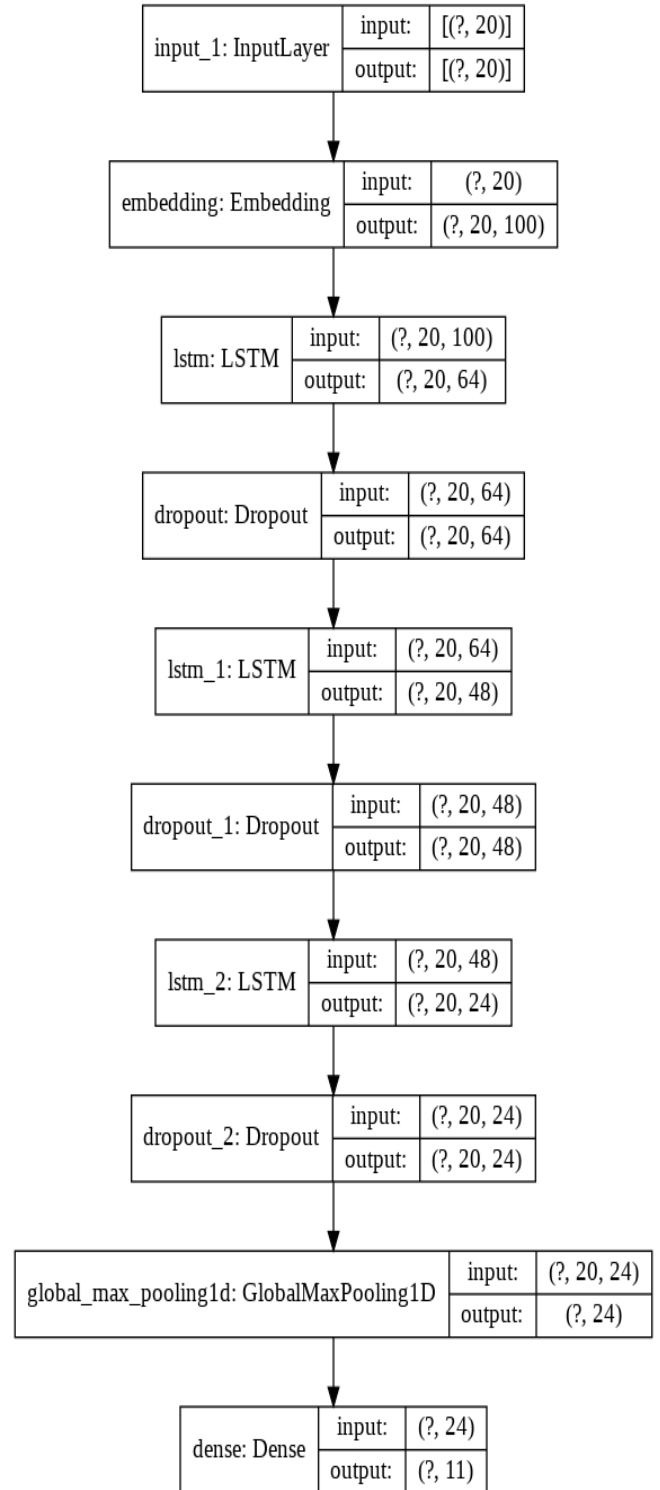 input_1: InputLayer
input: [(?, 20)]
output: [(?, 20)]
embedding: Embedding
input: (?, 20)
output: (?, 20, 100)
lstm: LSTM
input: (?, 20, 100)
output: (?, 20, 64)
dropout: Dropout
input: (?, 20, 64)
output: (?, 20, 64)
lstm_1: LSTM
input: (?, 20, 64)
output: (?, 20, 48)
dropout_1: Dropout
input: (?, 20, 48)
output: (?, 20, 48)
lstm_2: LSTM
input: (?, 20, 48)
output: (?, 20, 24)
dropout_2: Dropout
input: (?, 20, 24)
output: (?, 20, 24)
global_max_pooling1d: GlobalMaxPooling1D
input: (?, 20, 24)
output: (?, 24)
dense: Dense
input: (?, 24)
output: (?, 11)